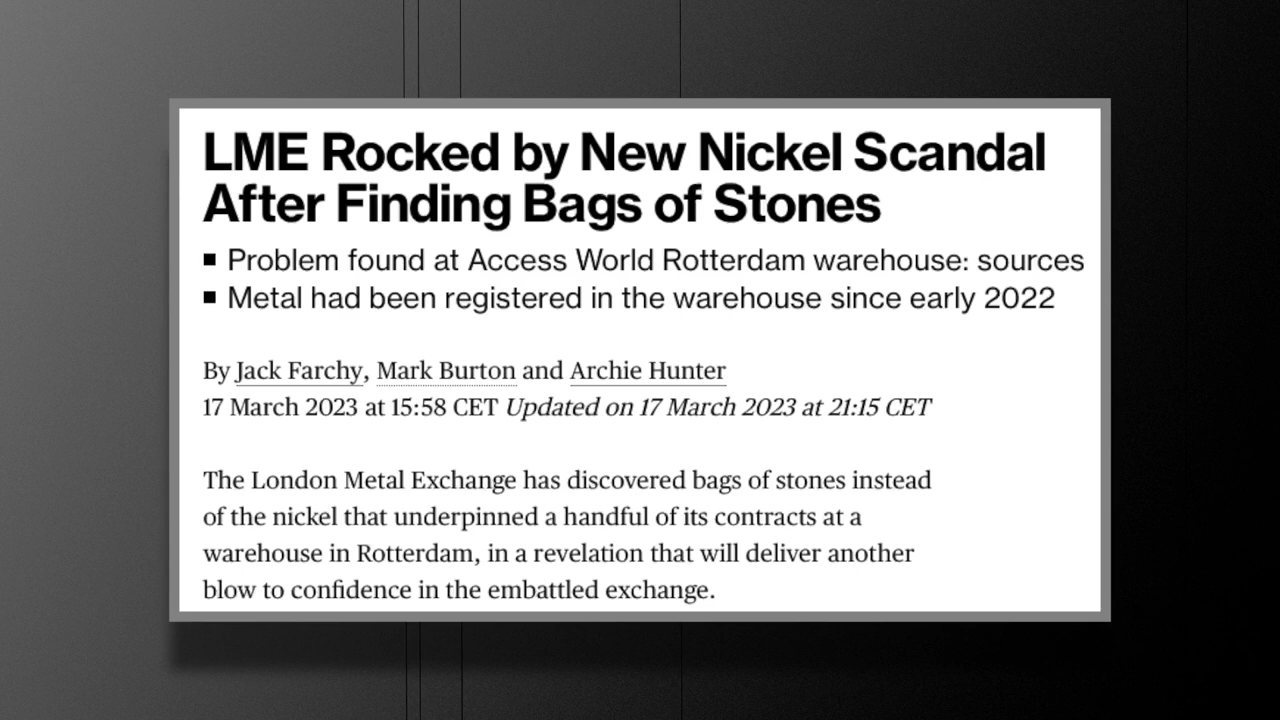 LME Rocked by New Nickel Scandal
After Finding Bags of Stones
▪ Problem found at Access World Rotterdam warehouse: sources
▪ Metal had been registered in the warehouse since early 2022
By Jack Farchy, Mark Burton and Archie Hunter
17 March 2023 at 15:58 CET Updated on 17 March 2023 at 21:15 CET
The London Metal Exchange has discovered bags of stones instead
of the nickel that underpinned a handful of its contracts at a
warehouse in Rotterdam, in a revelation that will deliver another
blow to confidence in the embattled exchange.